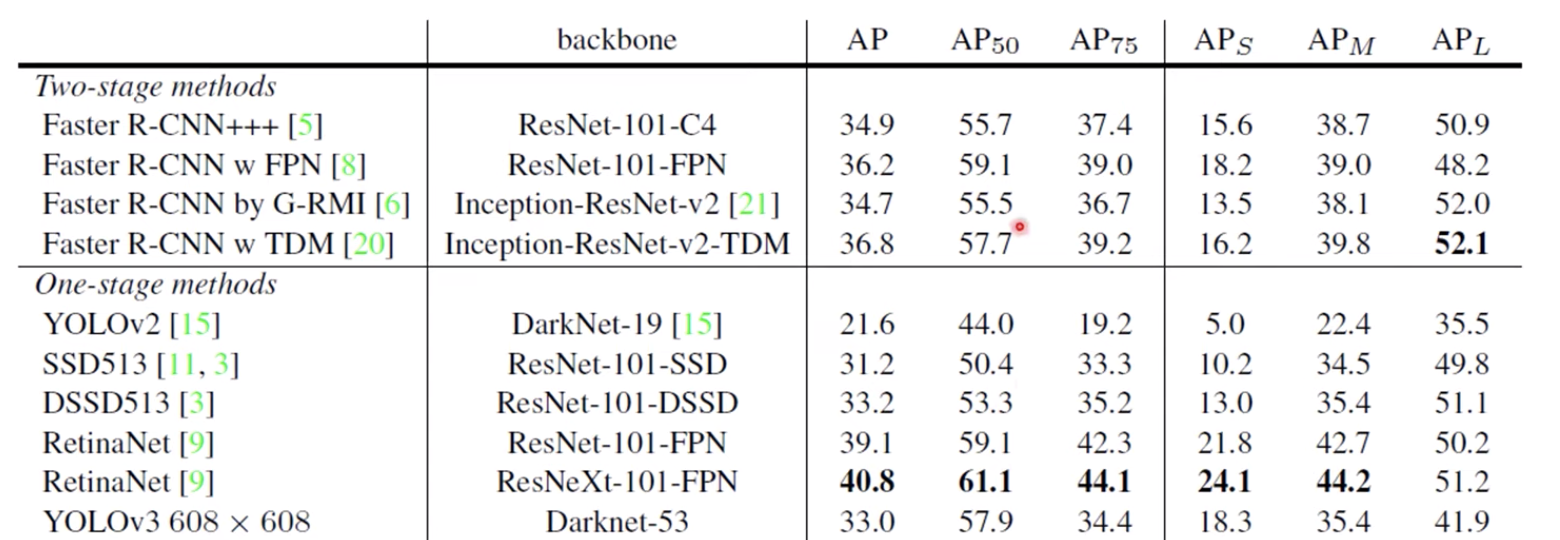 backbone AP AP50 AP75 APS APM APL
Two-stage methods
Faster R-CNN+++ [5] ResNet-101-C4 34.9 55.7 37.4 15.6 38.7 50.9
Faster R-CNN w FPN [8] ResNet-101-FPN 36.2 59.1 39.0 18.2 39.0 48.2
Faster R-CNN by G-RMI [6] Inception-ResNet-v2 [21] 34.7 55.5 36.7 13.5 38.1 52.0
Faster R-CNN w TDM [20] Inception-ResNet-v2-TDM 36.8 57.7 39.2 16.2 39.8 52.1
One-stage methods
YOLOv2 [15] DarkNet-19 [15] 21.6 44.0 19.2 5.0 22.4 35.5
SSD513 [11, 3] ResNet-101-SSD 31.2 50.4 33.3 10.2 34.5 49.8
DSSD513 [3] ResNet-101-DSSD 33.2 53.3 35.2 13.0 35.4 51.1
RetinaNet [9] ResNet-101-FPN 39.1 59.1 42.3 21.8 42.7 50.2
RetinaNet [9] ResNeXt-101-FPN 40.8 61.1 44.1 24.1 44.2 51.2
YOLOv3 608 × 608 Darknet-53 33.0 57.9 34.4 18.3 35.4 41.9